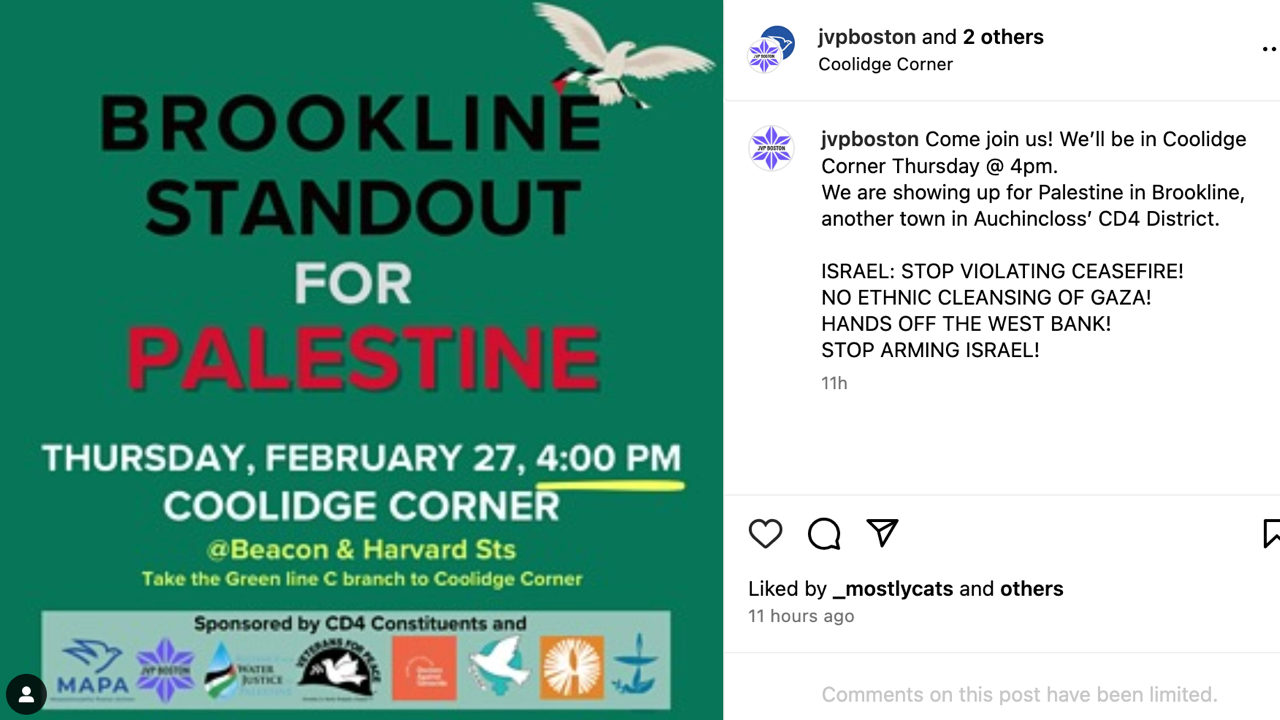 BROOKLINE
STANDOUT
FOR
PALESTINE
THURSDAY, FEBRUARY 27, 4:00 PM
COOLIDGE CORNER
@Beacon & Harvard Sts
Take the Green line C branch to Coolidge Corner
Sponsored by CD4 Constituents and
MAPA
JVP BOSTON
WATER
JUSTICE
VETERANS FOR PEACE
jvpboston and 2 others
Coolidge Corner
JVP BOSTON
jvpboston Come join us! We’ll be in Coolidge
Corner Thursday @ 4pm.
We are showing up for Palestine in Brookline,
another town in Auchincloss’ CD4 District.
ISRAEL: STOP VIOLATING CEASEFIRE!
NO ETHNIC CLEANSING OF GAZA!
HANDS OFF THE WEST BANK!
STOP ARMING ISRAEL!
11h
Liked by _mostlycats and others
11 hours ago
Comments on this post have been limited.